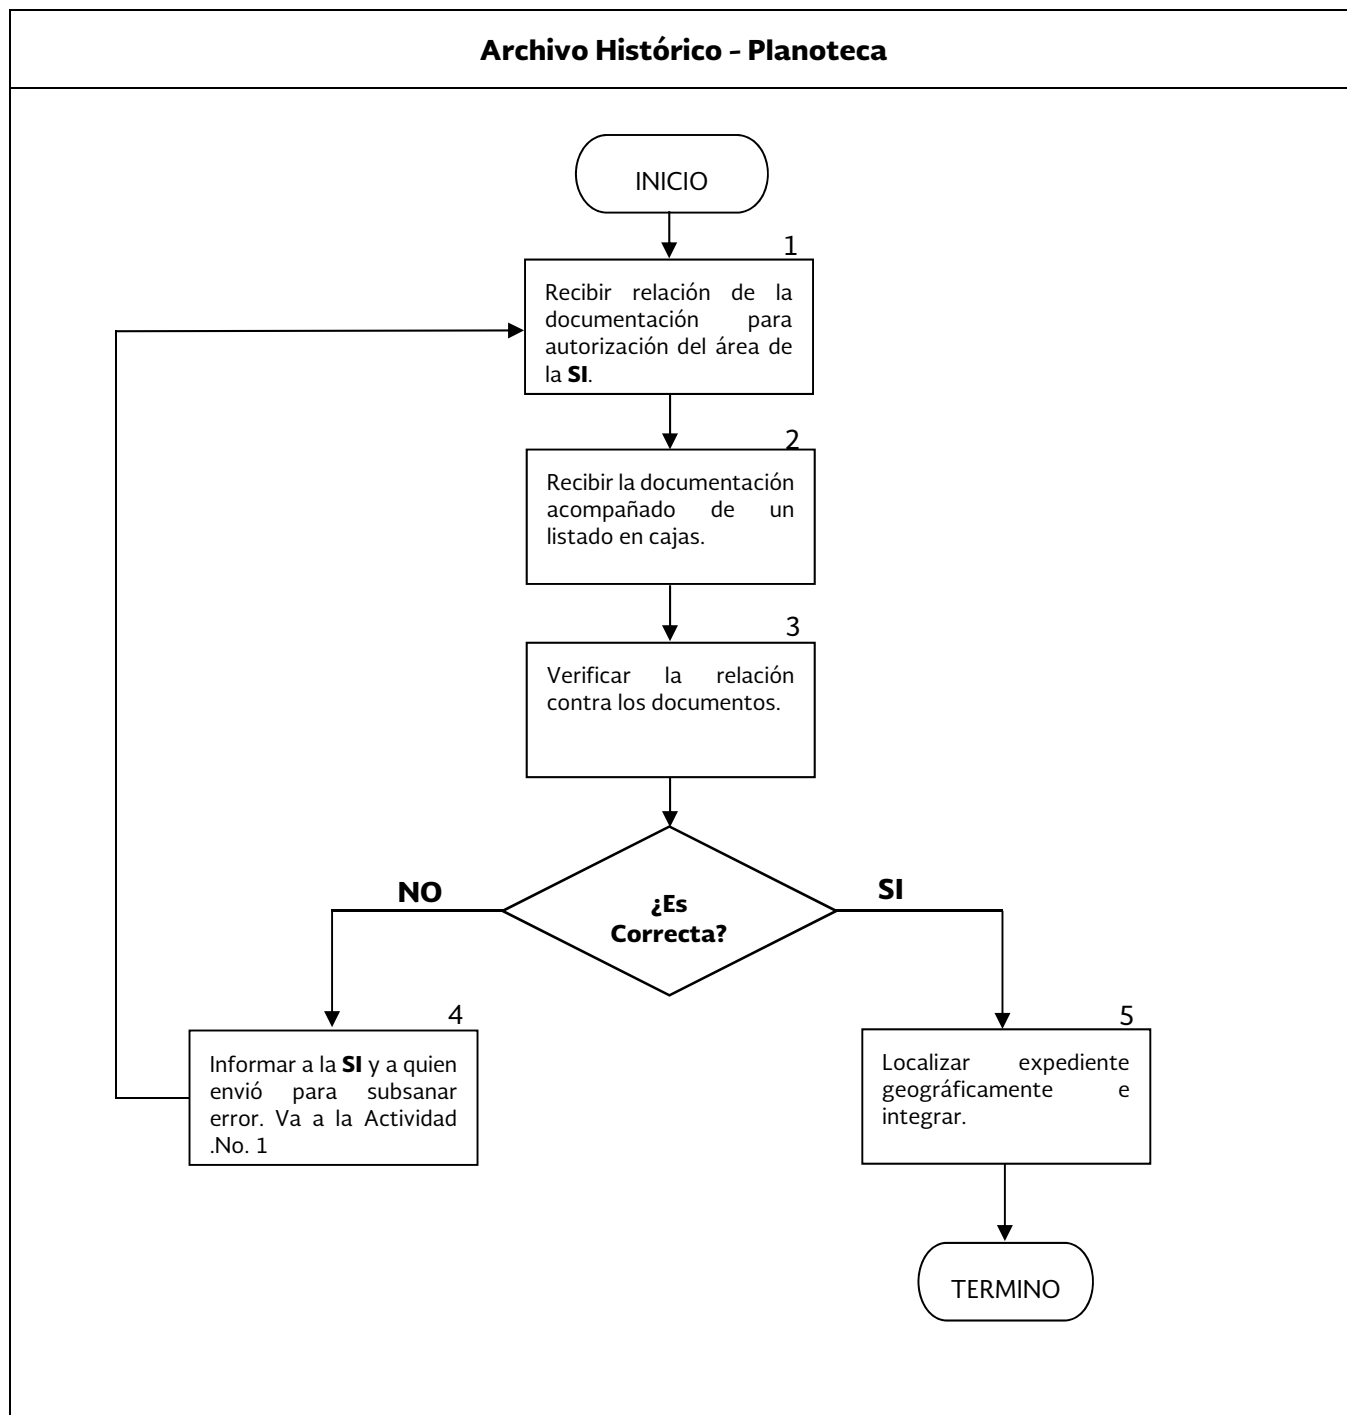 Archivo Histórico - Planoteca
INICIO
1
Recibir relación de la
documentación para
autorización del área de
la SI.
2
Recibir la documentación
acompañado de un
listado en cajas.
3
Verificar la relación
contra los documentos.
¿Es
Correcta?
NO
SI
4
Informar a la SI y a quien
envió para subsanar
error. Va a la Actividad
.No. 1
5
Localizar expediente
geográficamente e
integrar.
TERMINO